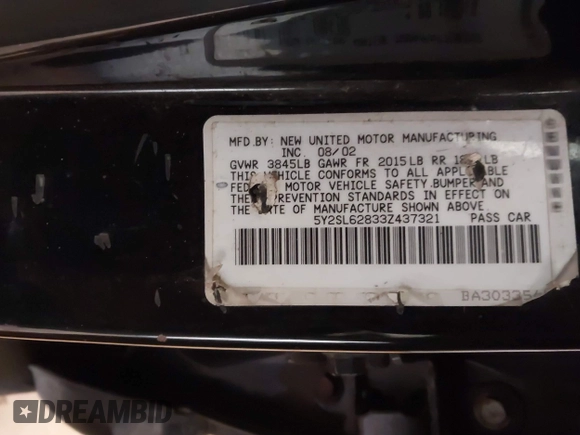 MFD.BY: NEW UNITED MOTOR MANUFACTURING
INC 08/02
GVWR 3845LB GAWR FR 2015LB RR LB
THIS VEHICLE CONFORMS TO ALL APPLICABLE
MOTOR VEHICLE SAFETY,BUMPER AND
PREVENTION STANDARDS IN EFFECT ON
THE DATE OF MANUFACTURE SHOWN ABOVE.
5Y2SL62833Z437321 PASS CAR
DREAMBID